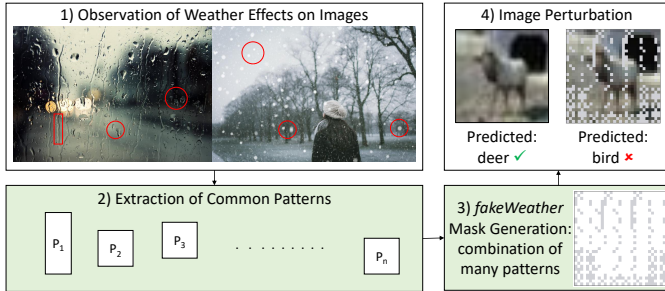 1) Observation of Weather Effects on Images
2) Extraction of Common Patterns
P1
P2
P3
. . . . . . . . .
Pn
3) fakeWeather
Mask Generation:
combination of
many patterns
4) Image Perturbation
Predicted:
deer ✓
Predicted:
bird ✘